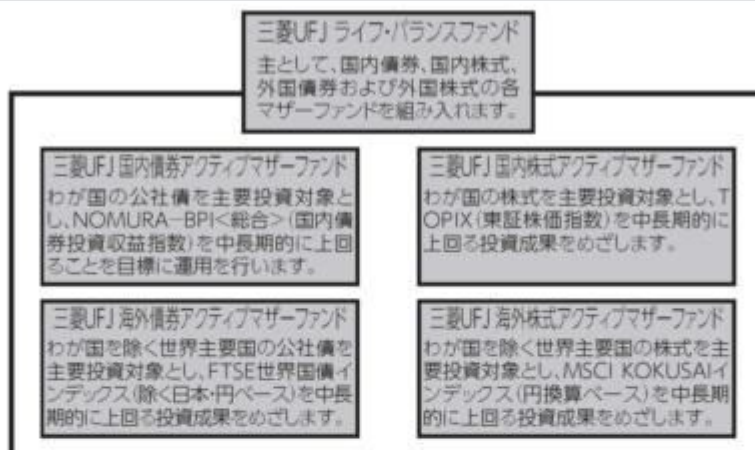 三菱UFJ ライフ・バランスファンド
主として、国内債券、国内株式、
外国債券および外国株式の各
マザーファンドを組み入れます。
三菱UFJ 国内債券アクティブマザーファンド
わが国の公社債を主要投資対象と
し、NOMURA-BPI<総合>(国内債
券投資収益指数)を中長期的に上回
ることを目標に運用を行います。
三菱UFJ 国内株式アクティブマザーファンド
わが国の株式を主要投資対象とし、T
OPIX(東証株価指数)を中長期的に
上回る投資成果をめざします。
三菱UFJ 海外債券アクティブマザーファンド
わが国を除く世界主要国の公社債を
主要投資対象とし、FTSE世界国債イ
ンデックス(除く日本・円ベース)を中長
期的に上回る投資成果をめざします。
三菱UFJ 海外株式アクティブマザーファンド
わが国を除く世界主要国の株式を主
要投資対象とし、MSCI KOKUSAIイ
ンデックス(円換算ベース)を中長期
的に上回る投資成果をめざします。